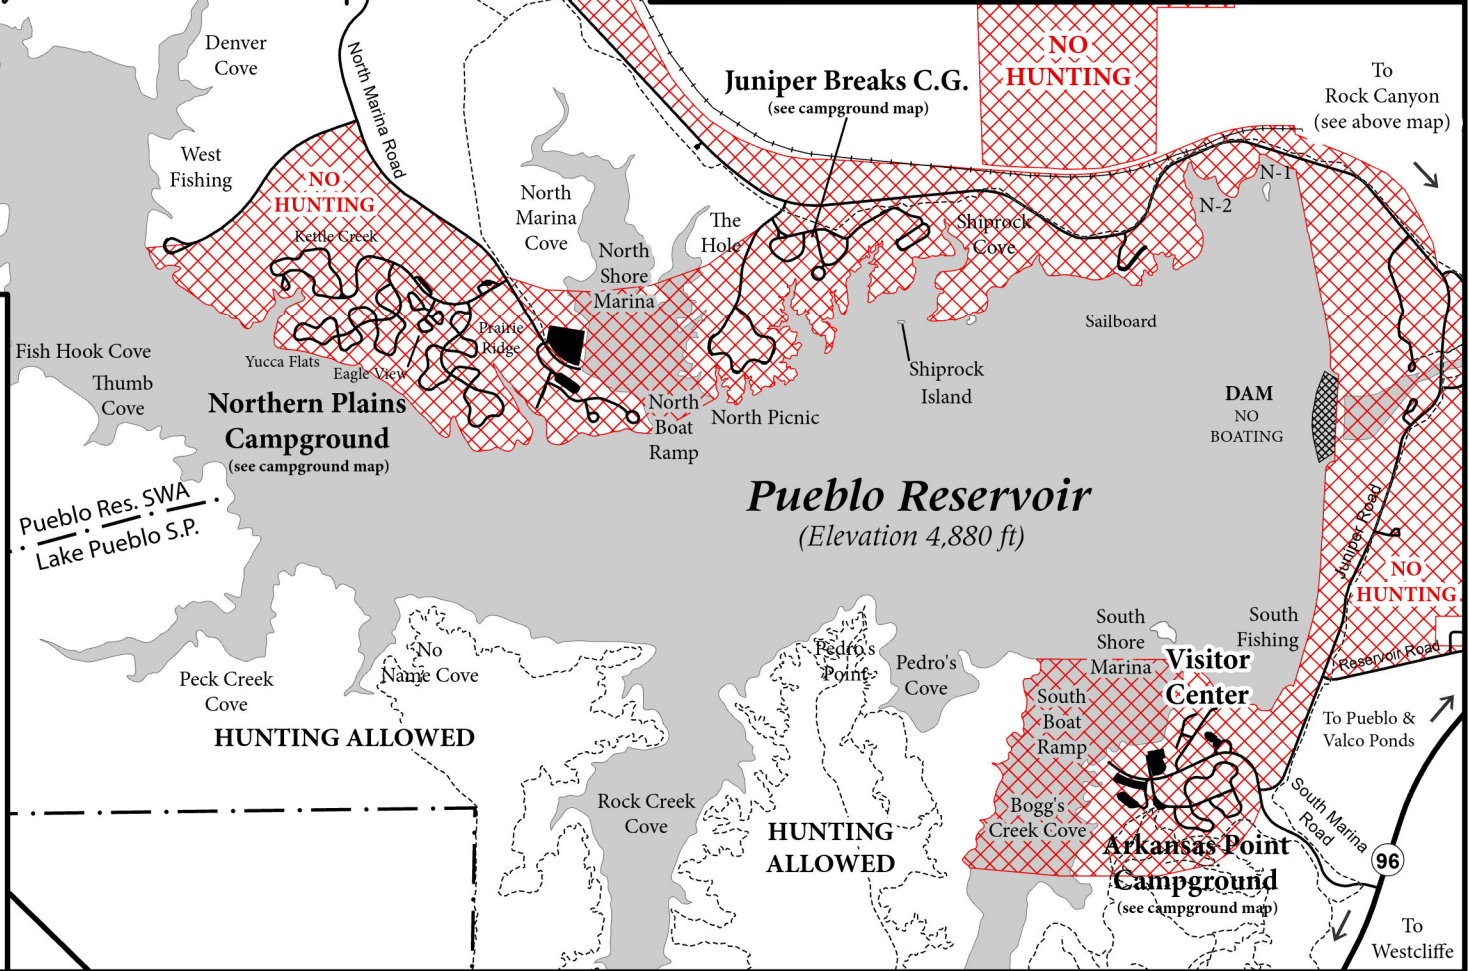 Denver
Cove
North Marina Road
West
Fishing
NO
HUNTING
Kettle Creek
Juniper Breaks C.G.
(see campground map)
NO
HUNTING
To
Rock Canyon
(see above map)
N-1
N-2
North
Marina
Cove
The
Hole
North
Shore
Marina
Shiprock
Cove
Sailboard
Shiprock
Island
Fish Hook Cove
Thumb
Cove
Yucca Flats
Eagle View
Prairie
Ridge
Northern Plains
Campground
(see campground map)
North
Boat
Ramp
North Picnic
DAM
NO
BOATING
Pueblo Reservoir
(Elevation 4,880 ft)
Pueblo Res. SWA
Lake Pueblo S.P.
Juniper Road
NO
HUNTING
Reservoir Road
South
Fishing
South
Shore
Marina
Visitor
Center
South
Boat
Ramp
No
Name Cove
Pedro's
Point
Pedro's
Cove
Peck Creek
Cove
HUNTING ALLOWED
To Pueblo &
Valco Ponds
Rock Creek
Cove
HUNTING
ALLOWED
Bogg's
Creek Cove
South Marina
Road
Arkansas Point
Campground
(see campground map)
96
To
Westcliffe